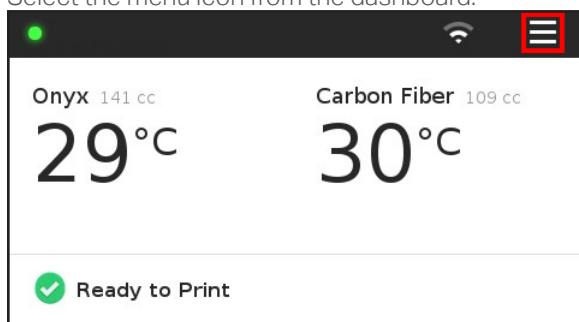 Select the menu icon from the dashboard.
Onyx 141 cc Carbon Fiber 109 cc
29°C 30°C
Ready to Print